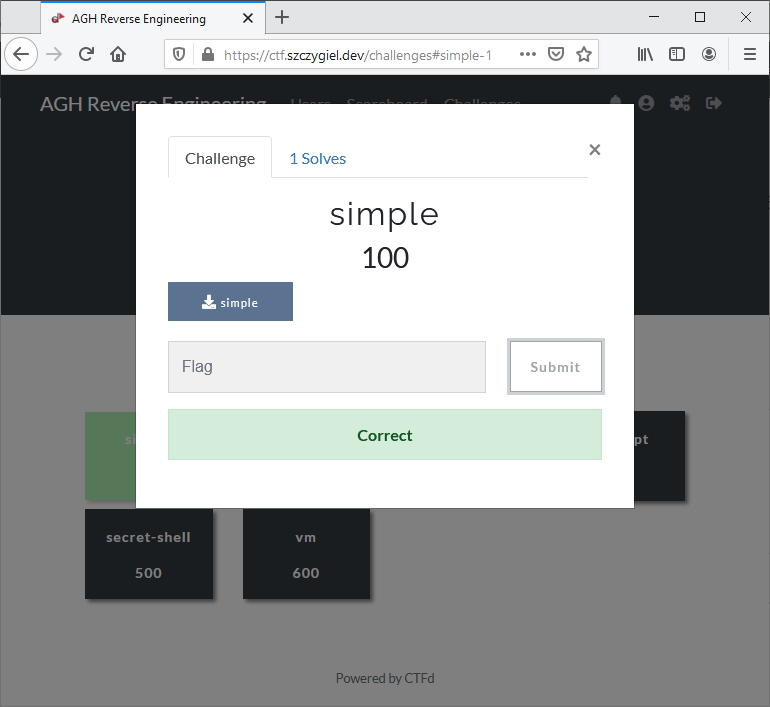 AGH Reverse Engineering
https://ctf.szczygiel.dev/challenges#simple-1
AGH Reverse Engineering Users Scoreboard Challenges
Challenge
1 Solves
×
simple
100
simple
Flag
Submit
Correct
si
pt
secret-shell
vm
500
600
Powered by CTFd